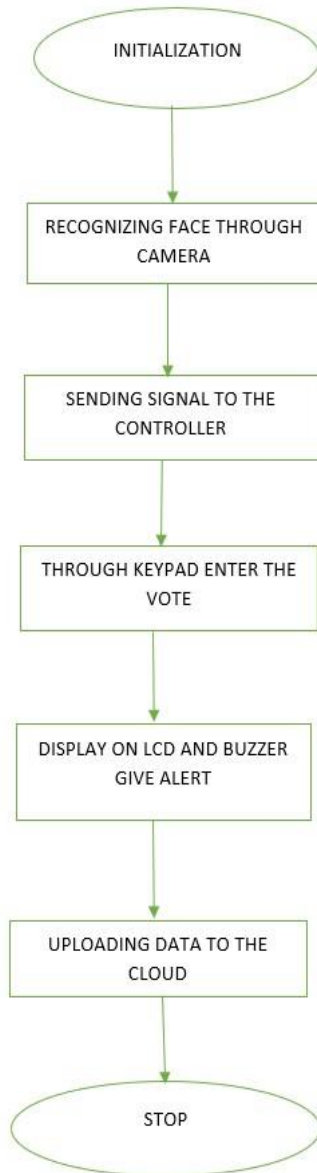 INITIALIZATION
RECOGNIZING FACE THROUGH
CAMERA
SENDING SIGNAL TO THE
CONTROLLER
THROUGH KEYPAD ENTER THE
VOTE
DISPLAY ON LCD AND BUZZER
GIVE ALERT
UPLOADING DATA TO THE
CLOUD
STOP